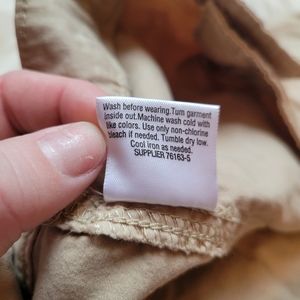 Wash before wearing.Turn garment
inside out.Machine wash cold with
like colors. Use only non-chlorine
bleach if needed. Tumble dry low.
Cool iron as needed.
SUPPLIER 76163-5